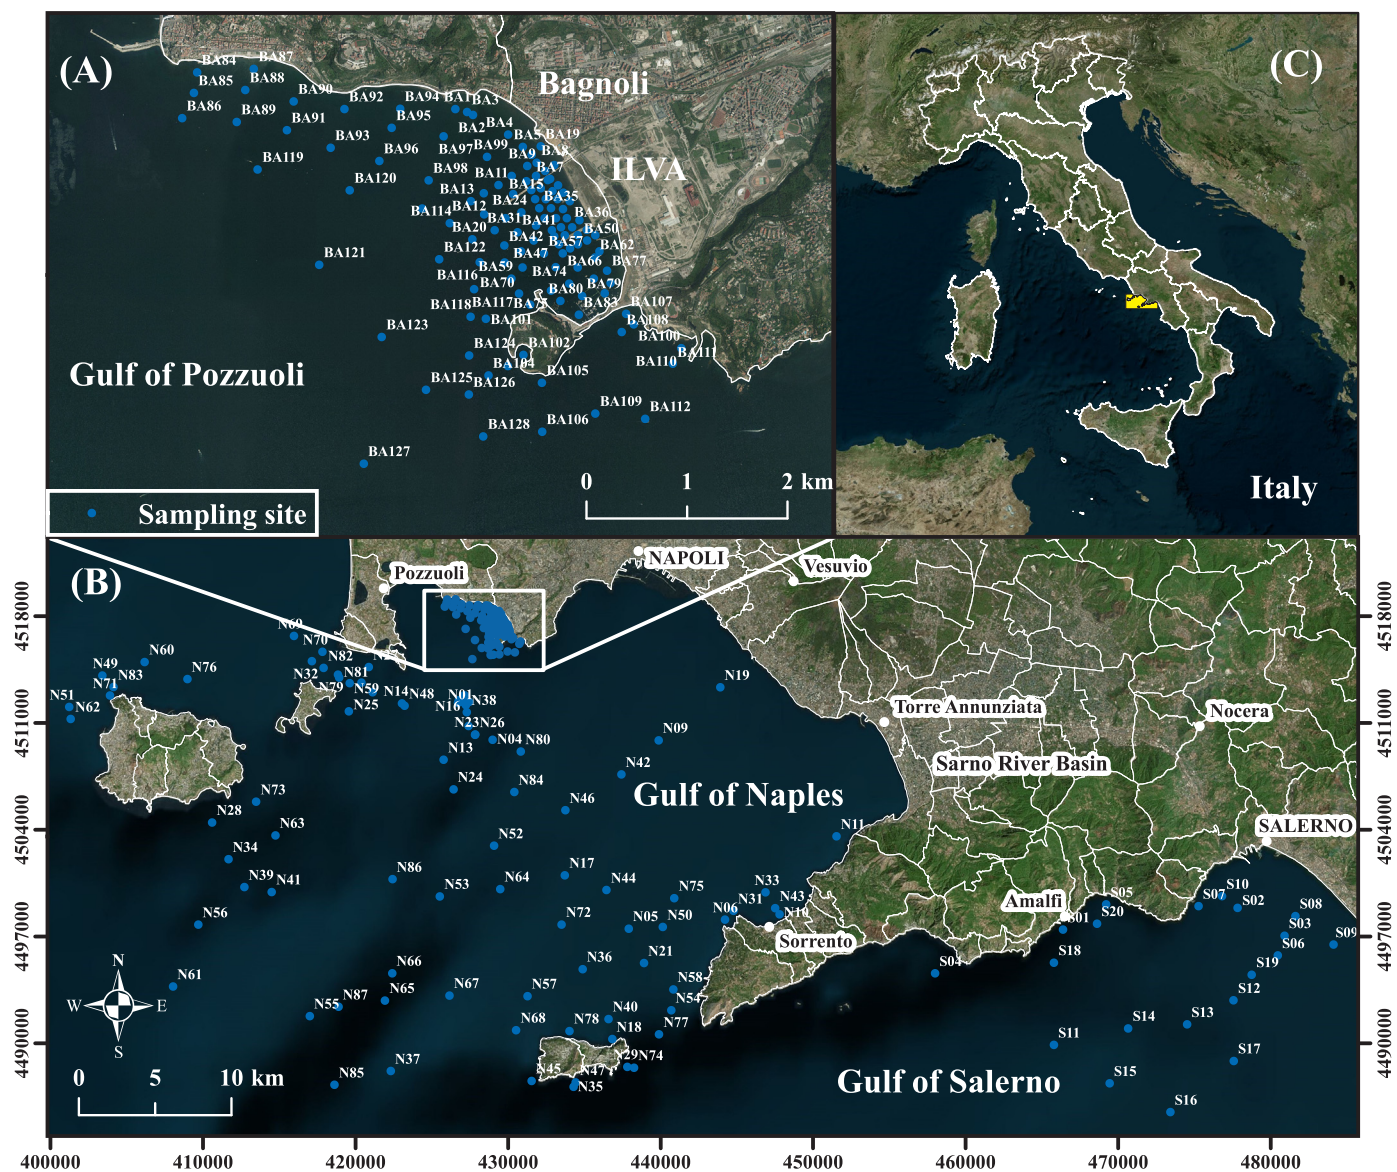 (A)
Bagnoli
ILVA
Gulf of Pozzuoli
BA84
BA87
BA85
BA88
BA86
BA89
BA90
BA91
BA92
BA93
BA94
BA1
BA3
BA95
BA2
BA4
BA96
BA97
BA99
BA5
BA19
BA9
BA8
BA7
BA98
BA11
BA15
BA119
BA120
BA13
BA12
BA24
BA35
BA114
BA31
BA41
BA36
BA20
BA42
BA50
BA57
BA62
BA122
BA47
BA66
BA77
BA121
BA59
BA74
BA116
BA70
BA80
BA79
BA118
BA117
BA75
BA83
BA107
BA101
BA108
BA123
BA100
BA124
BA102
BA111
BA104
BA110
BA125
BA126
BA105
BA109
BA112
BA128
BA106
BA127
0 1 2 km
Sampling site
(C)
Italy
(B)
Pozzuoli
NAPOLI
Vesuvio
Torre Annunziata
Nocera
Sarno River Basin
Gulf of Naples
SALERNO
Amalfi
Sorrento
Gulf of Salerno
N69
N70
N60
N82
N49
N83
N76
N32
N81
N71
N79
N59
N51
N62
N25
N14
N48
N01
N38
N16
N19
N23
N26
N04
N80
N13
N09
N24
N84
N42
N73
N46
N28
N63
N11
N34
N52
N39
N41
N86
N53
N64
N17
N44
N75
N33
N31
N43
N06
N10
N56
N72
N05
N50
N36
N21
N61
N66
N65
N67
N57
N58
N54
N55
N87
N40
N68
N78
N18
N77
N29
N74
N85
N37
N45
N47
N35
S05
S10
S07
S02
S01
S20
S08
S03
S09
S18
S06
S04
S19
S12
S14
S13
S11
S17
S15
S16
N
W E
S
0 5 10 km
4518000
4511000
4504000
4497000
4490000
4518000
4511000
4504000
4497000
4490000
400000 410000 420000 430000 440000 450000 460000 470000 480000